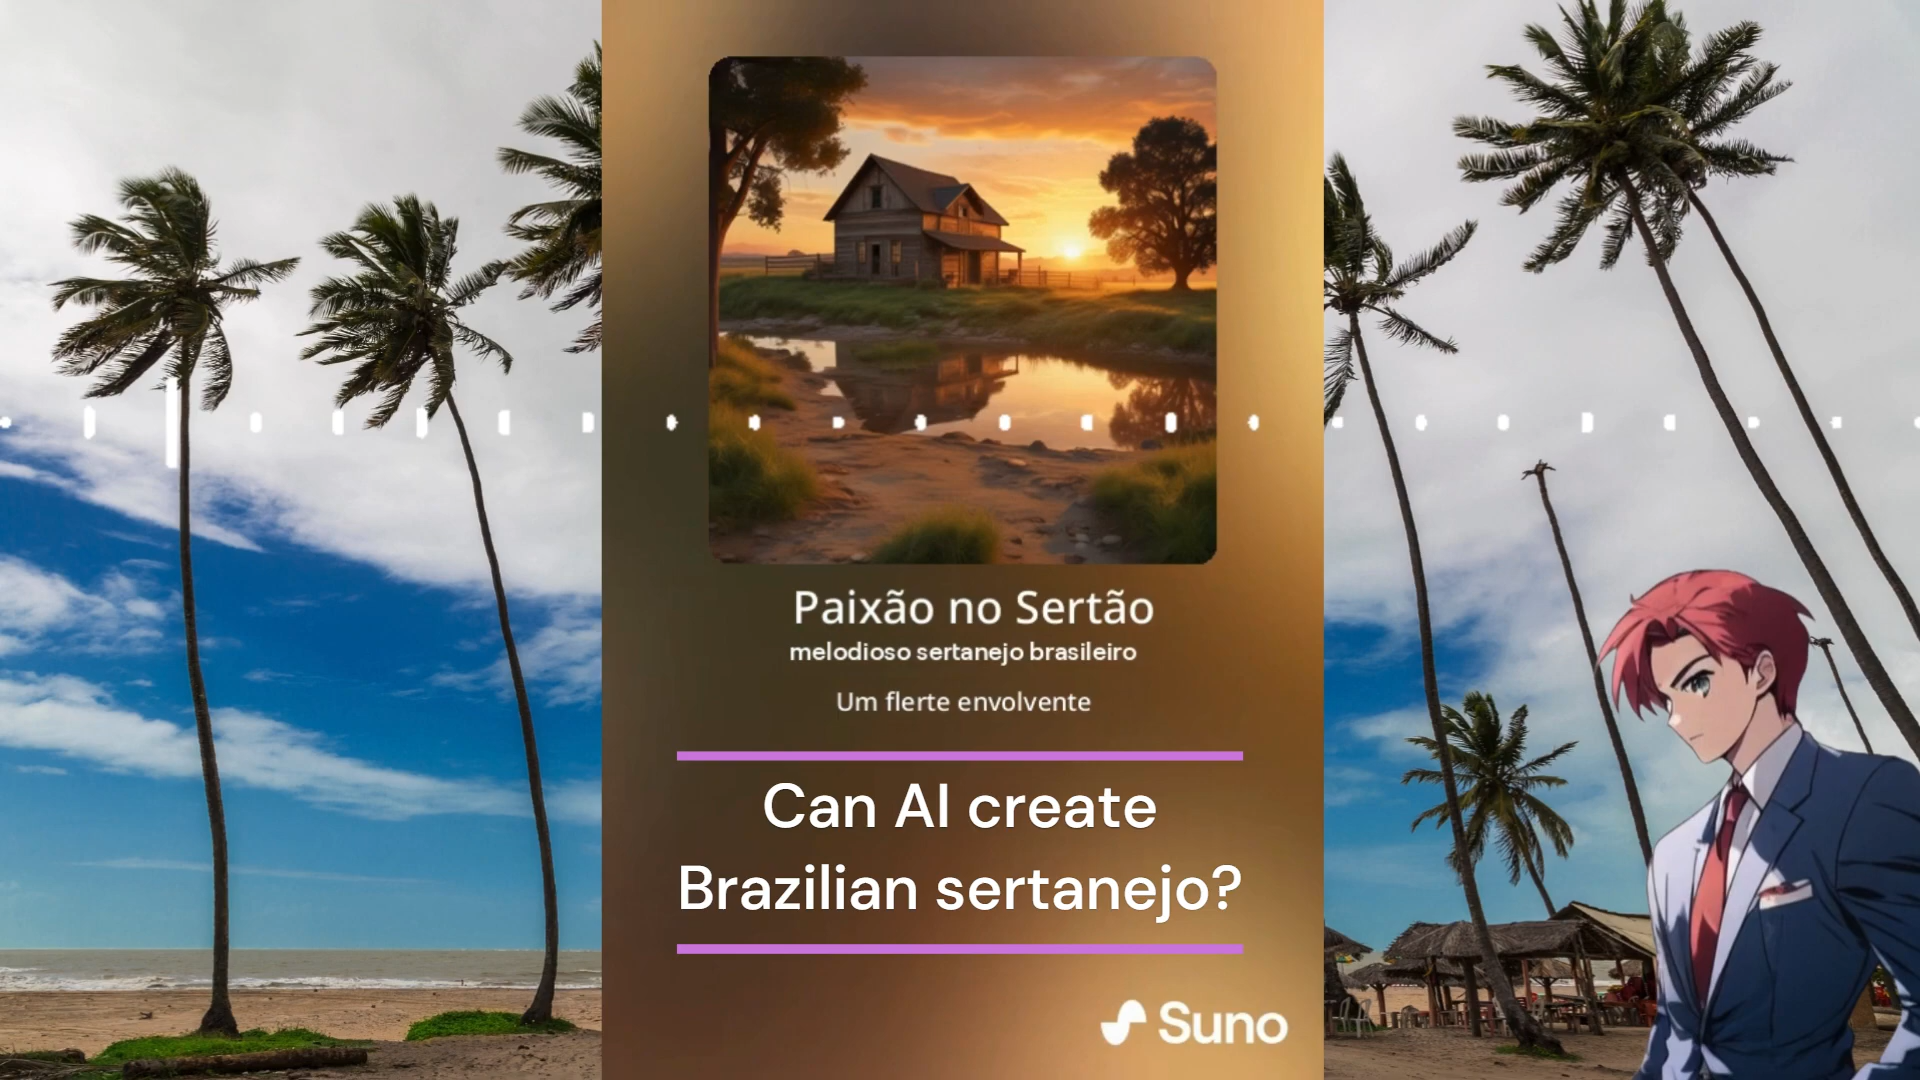 Paixão no Sertão
melodioso sertanejo brasileiro
Um flerte envolvente
Can AI create
Brazilian sertanejo?
Suno